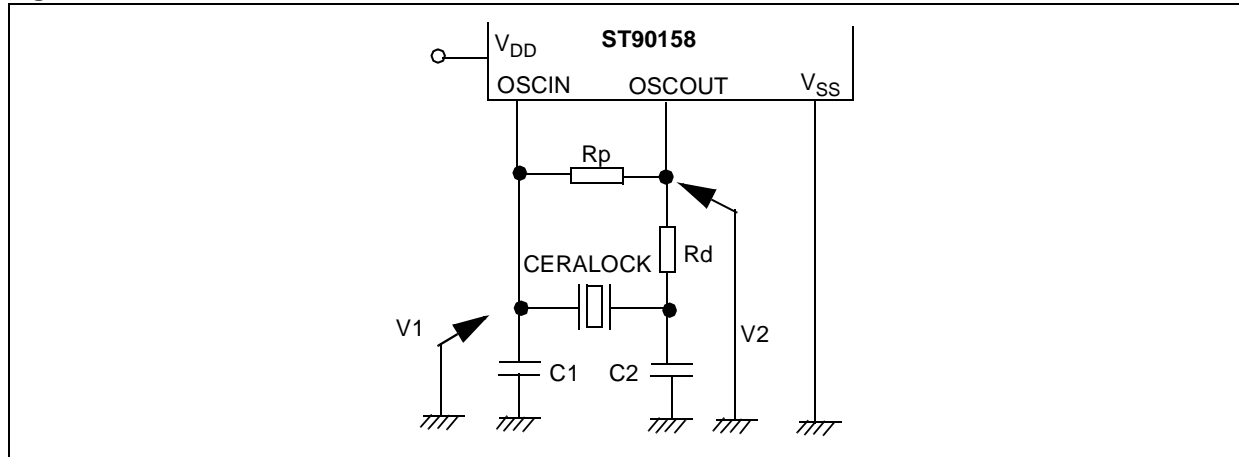 ST90158
VDD
OSCIN OSCOUT VSS
Rp
Rd
CERALOCK
V1 V2
C1 C2